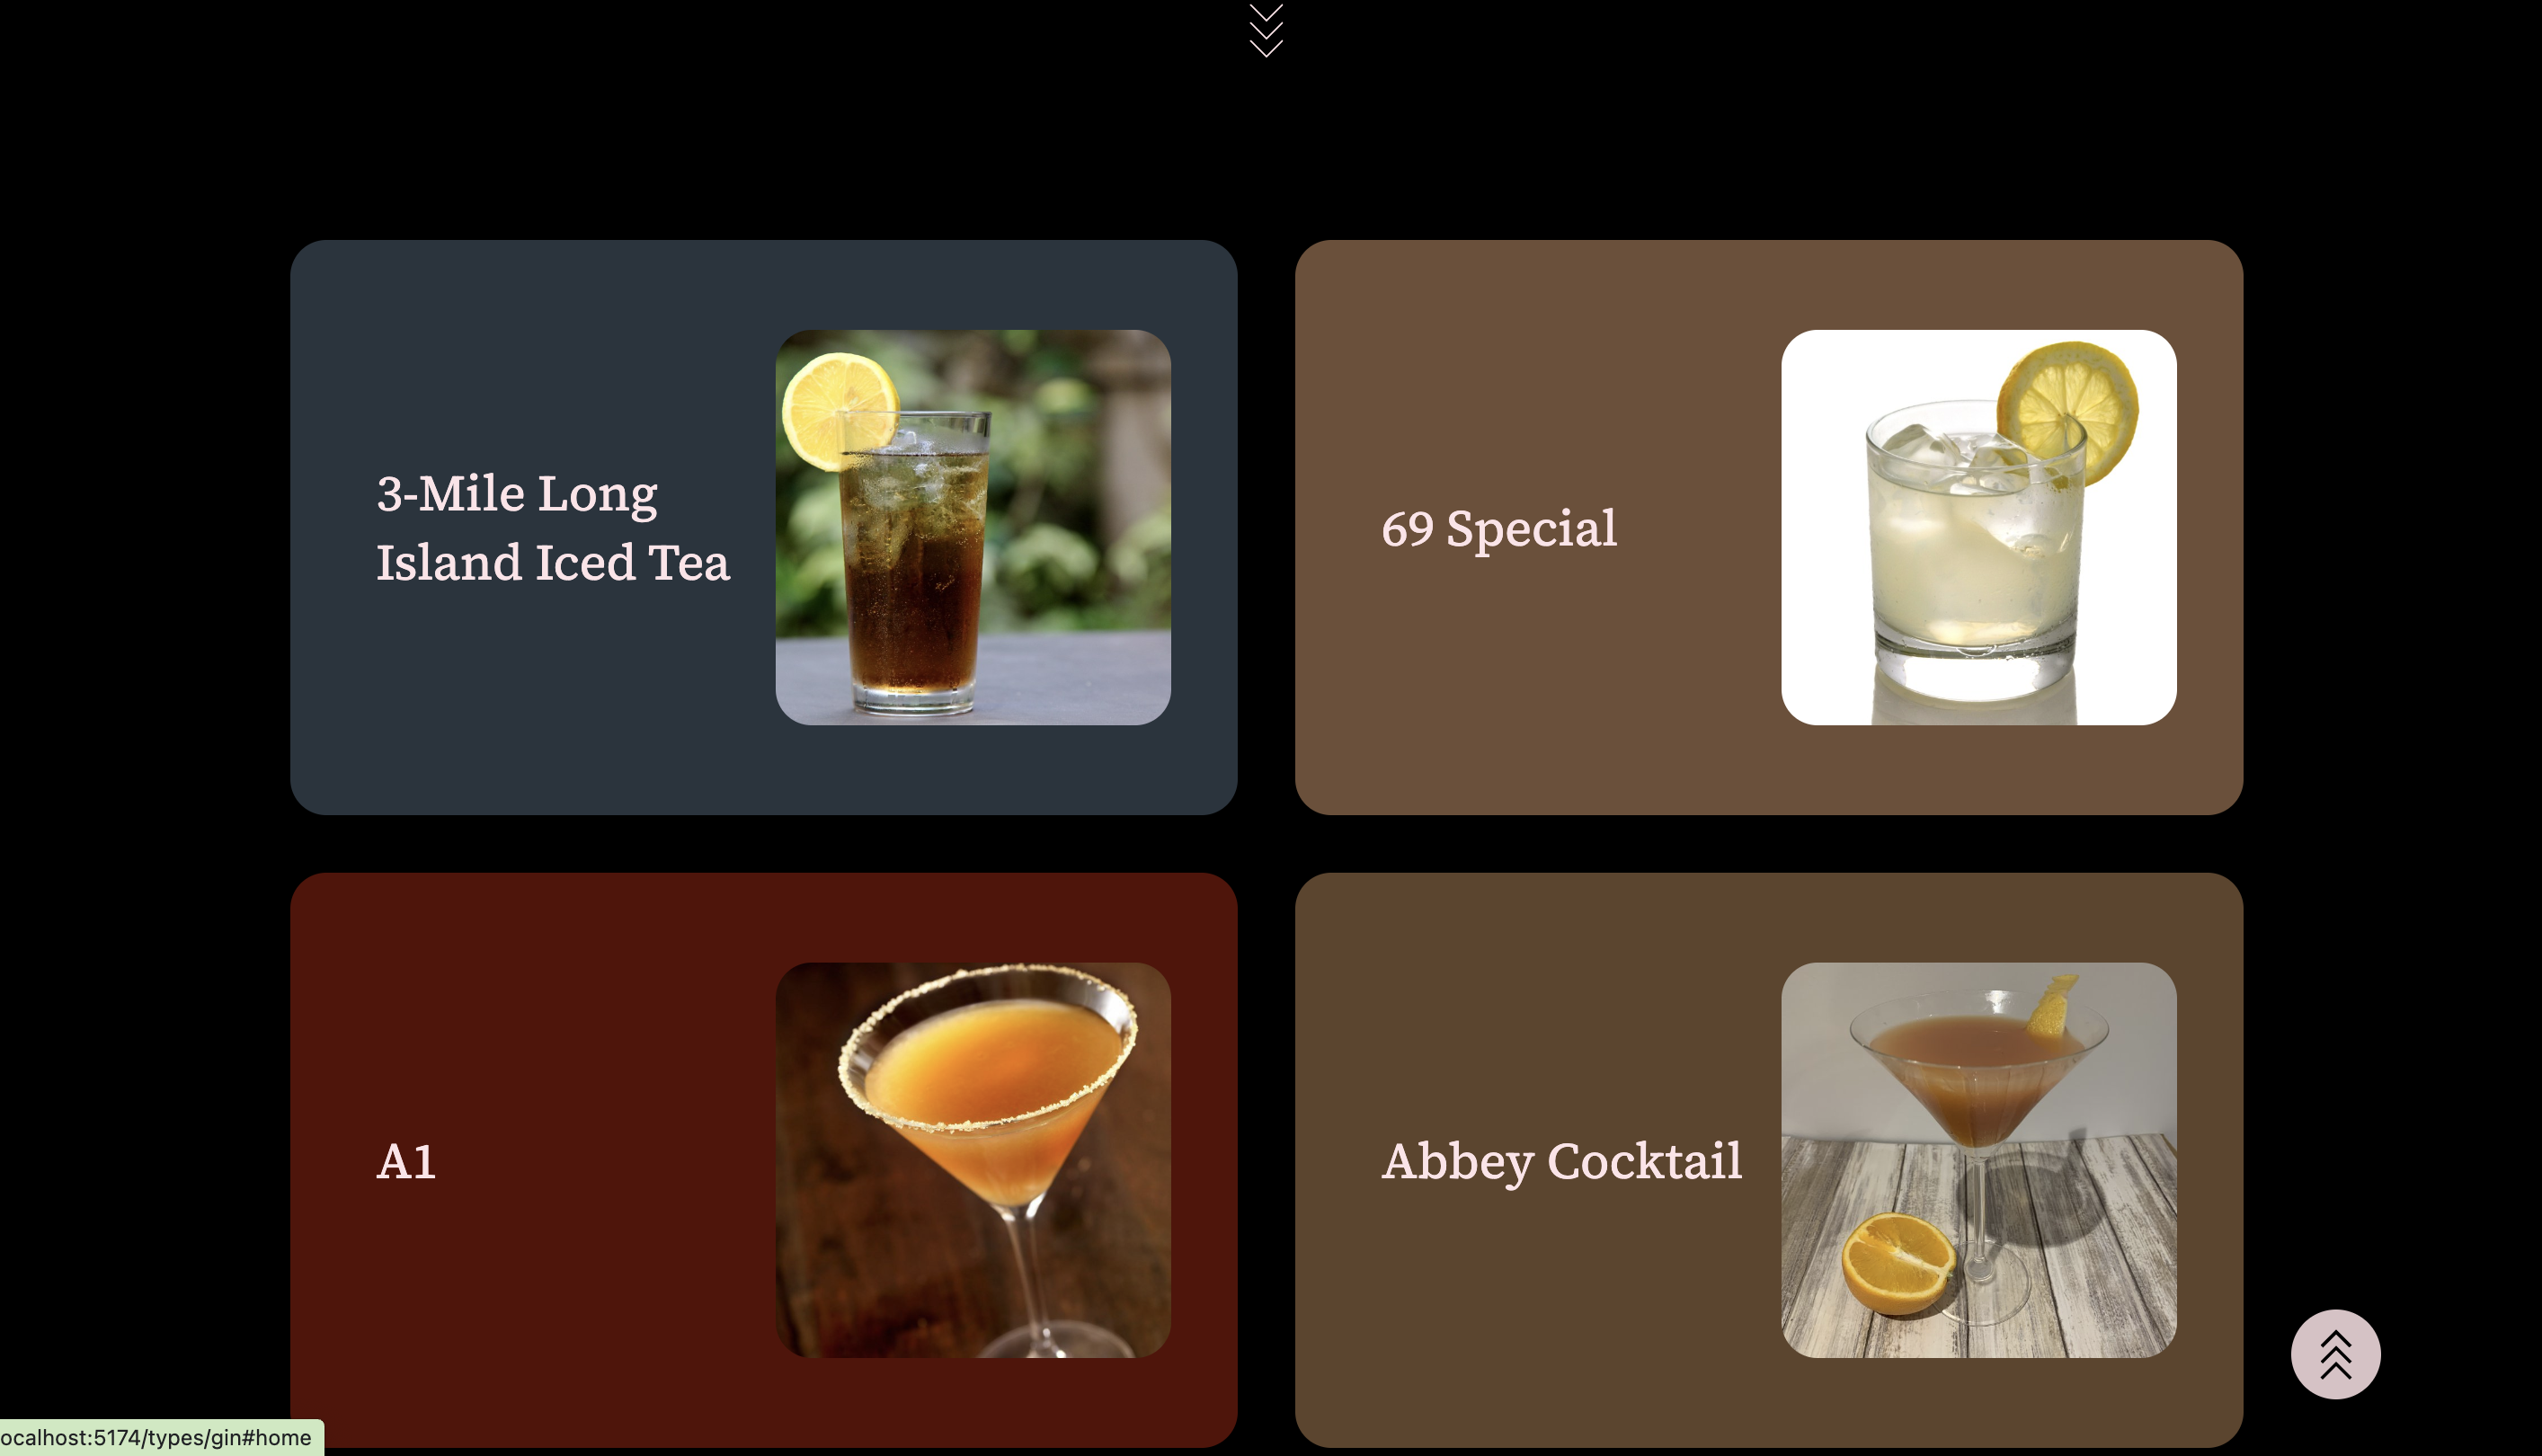 3-Mile Long
Island Iced Tea
69 Special
A1
Abbey Cocktail
ocalhost:5174/types/gin#home